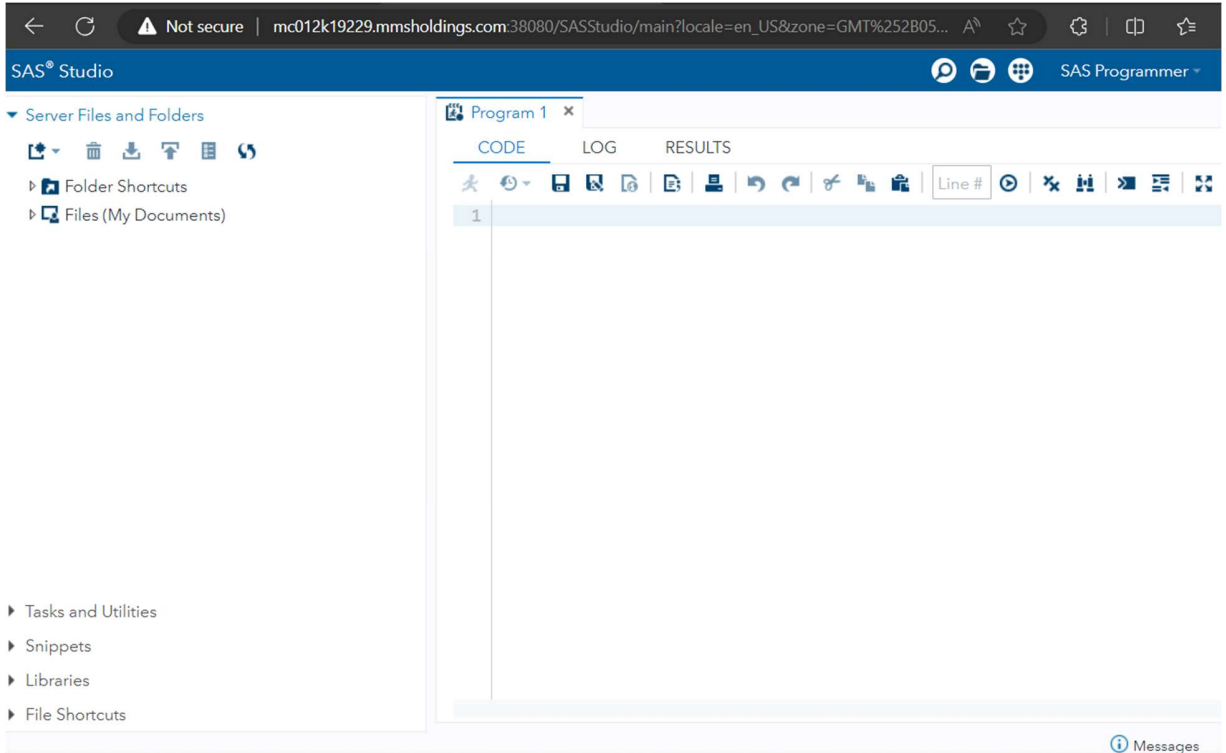 Not secure | mc012k19229.mmsholdings.com:38080/SASStudio/main?locale=en_US&zone=GMT%252B05... A
SAS® Studio
SAS Programmer
Server Files and Folders
Folder Shortcuts
Files (My Documents)
Program 1
CODE LOG RESULTS
Line #
1
Tasks and Utilities
Snippets
Libraries
File Shortcuts
Messages